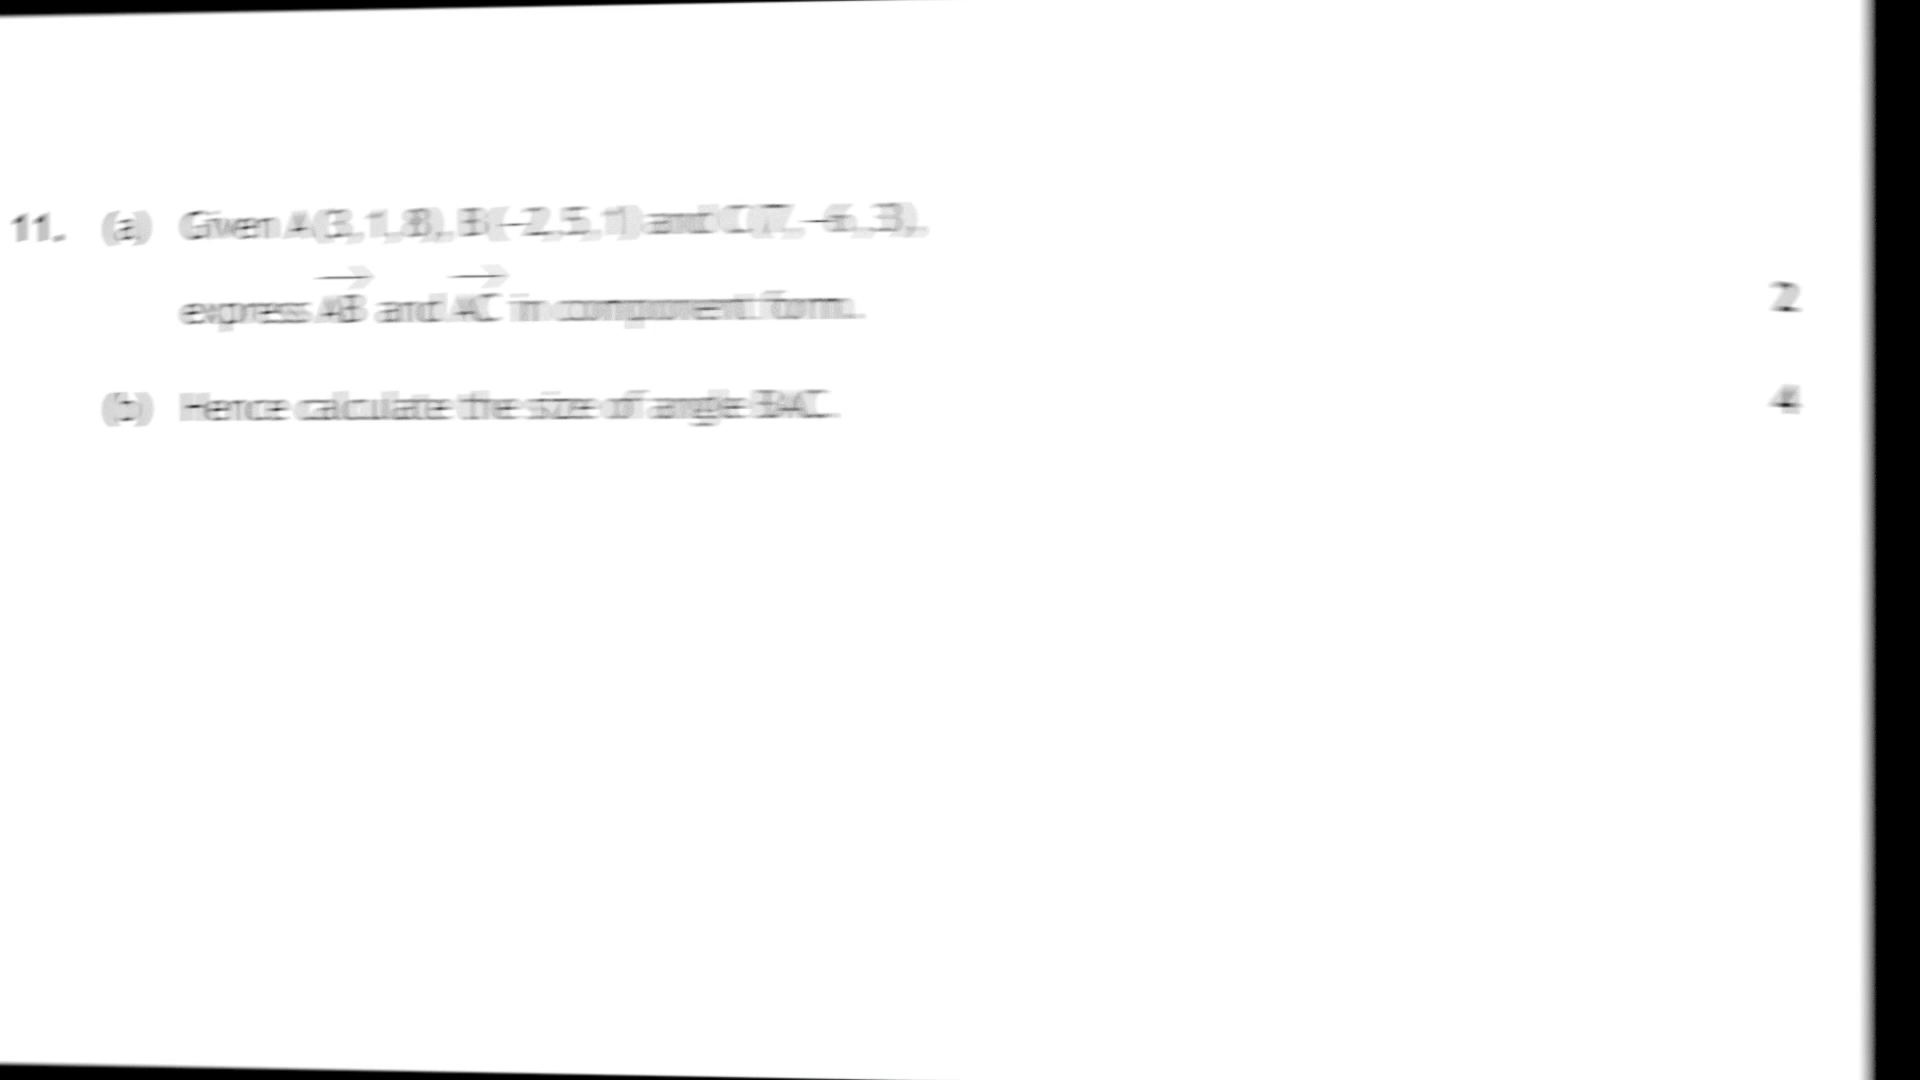 11. (a) Given A(3,1,8), B(−2,5,1) and C(7,−6,3),
express AB and AC in component form. 2
(b) Hence calculate the size of angle BAC. 4